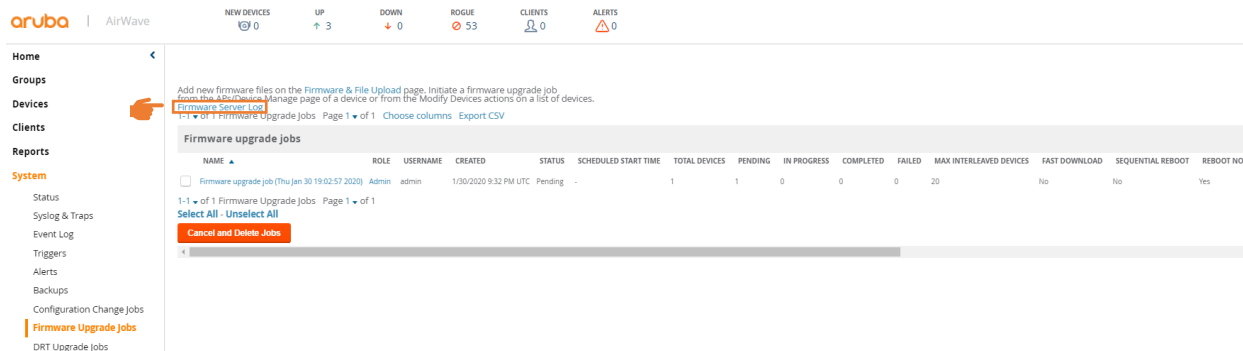 aruba | AirWave
NEW DEVICES
0
UP
3
DOWN
0
ROGUE
53
CLIENTS
0
ALERTS
0
Home
Groups
Devices
Clients
Reports
System
Status
Syslog & Traps
Event Log
Triggers
Alerts
Backups
Configuration Change Jobs
Firmware Upgrade Jobs
DRT Upgrade Jobs
Add new firmware files on the Firmware & File Upload page. Initiate a firmware upgrade job
from the APs/Device Manage page of a device or from the Modify Devices actions on a list of devices.
Firmware Server Log
1-1 of 1 Firmware Upgrade Jobs Page 1 of 1 Choose columns Export CSV
Firmware upgrade jobs
NAME ROLE USERNAME CREATED STATUS SCHEDULED START TIME TOTAL DEVICES PENDING IN PROGRESS COMPLETED FAILED MAX INTERLEAVED DEVICES FAST DOWNLOAD SEQUENTIAL REBOOT REBOOT NO
Firmware upgrade job (Thu Jan 30 19:02:57 2020) Admin admin 1/30/2020 9:32 PM UTC Pending - 1 1 0 0 0 20 No No Yes
1-1 of 1 Firmware Upgrade Jobs Page 1 of 1
Select All - Unselect All
Cancel and Delete Jobs